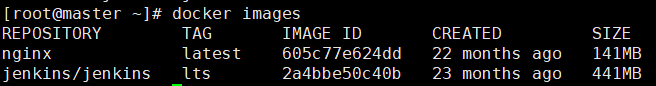 [root@master ~]# docker images
REPOSITORY TAG IMAGE ID CREATED SIZE
nginx latest 605c77e624dd 22 months ago 141MB
jenkins/jenkins lts 2a4bbe50c40b 23 months ago 441MB